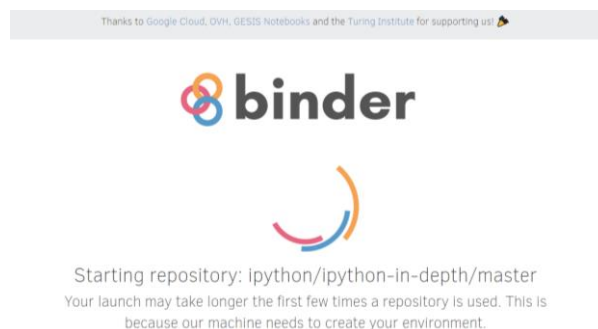 Thanks to Google Cloud, OVH, GESIS Notebooks and the Turing Institute for supporting us! 🎉
binder
Starting repository: ipython/ipython-in-depth/master
Your launch may take longer the first few times a repository is used. This is
because our machine needs to create your environment.